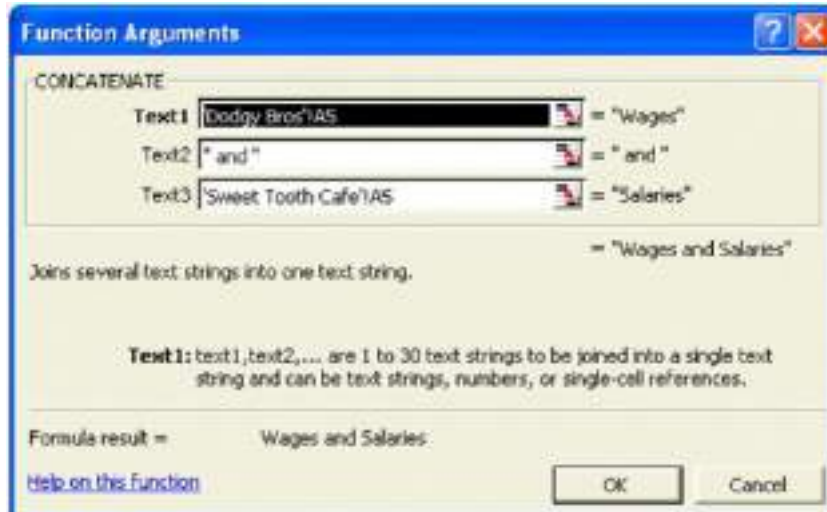 Function Arguments
CONCATENATE
Text1 'Dodgy Bros'!A5 = "Wages"
Text2 " and " = " and "
Text3 'Sweet Tooth Cafe'!A5 = "Salaries"
= "Wages and Salaries"
Joins several text strings into one text string.
Text1: text1,text2,... are 1 to 30 text strings to be joined into a single text
string and can be text strings, numbers, or single-cell references.
Formula result = Wages and Salaries
Help on this function OK Cancel